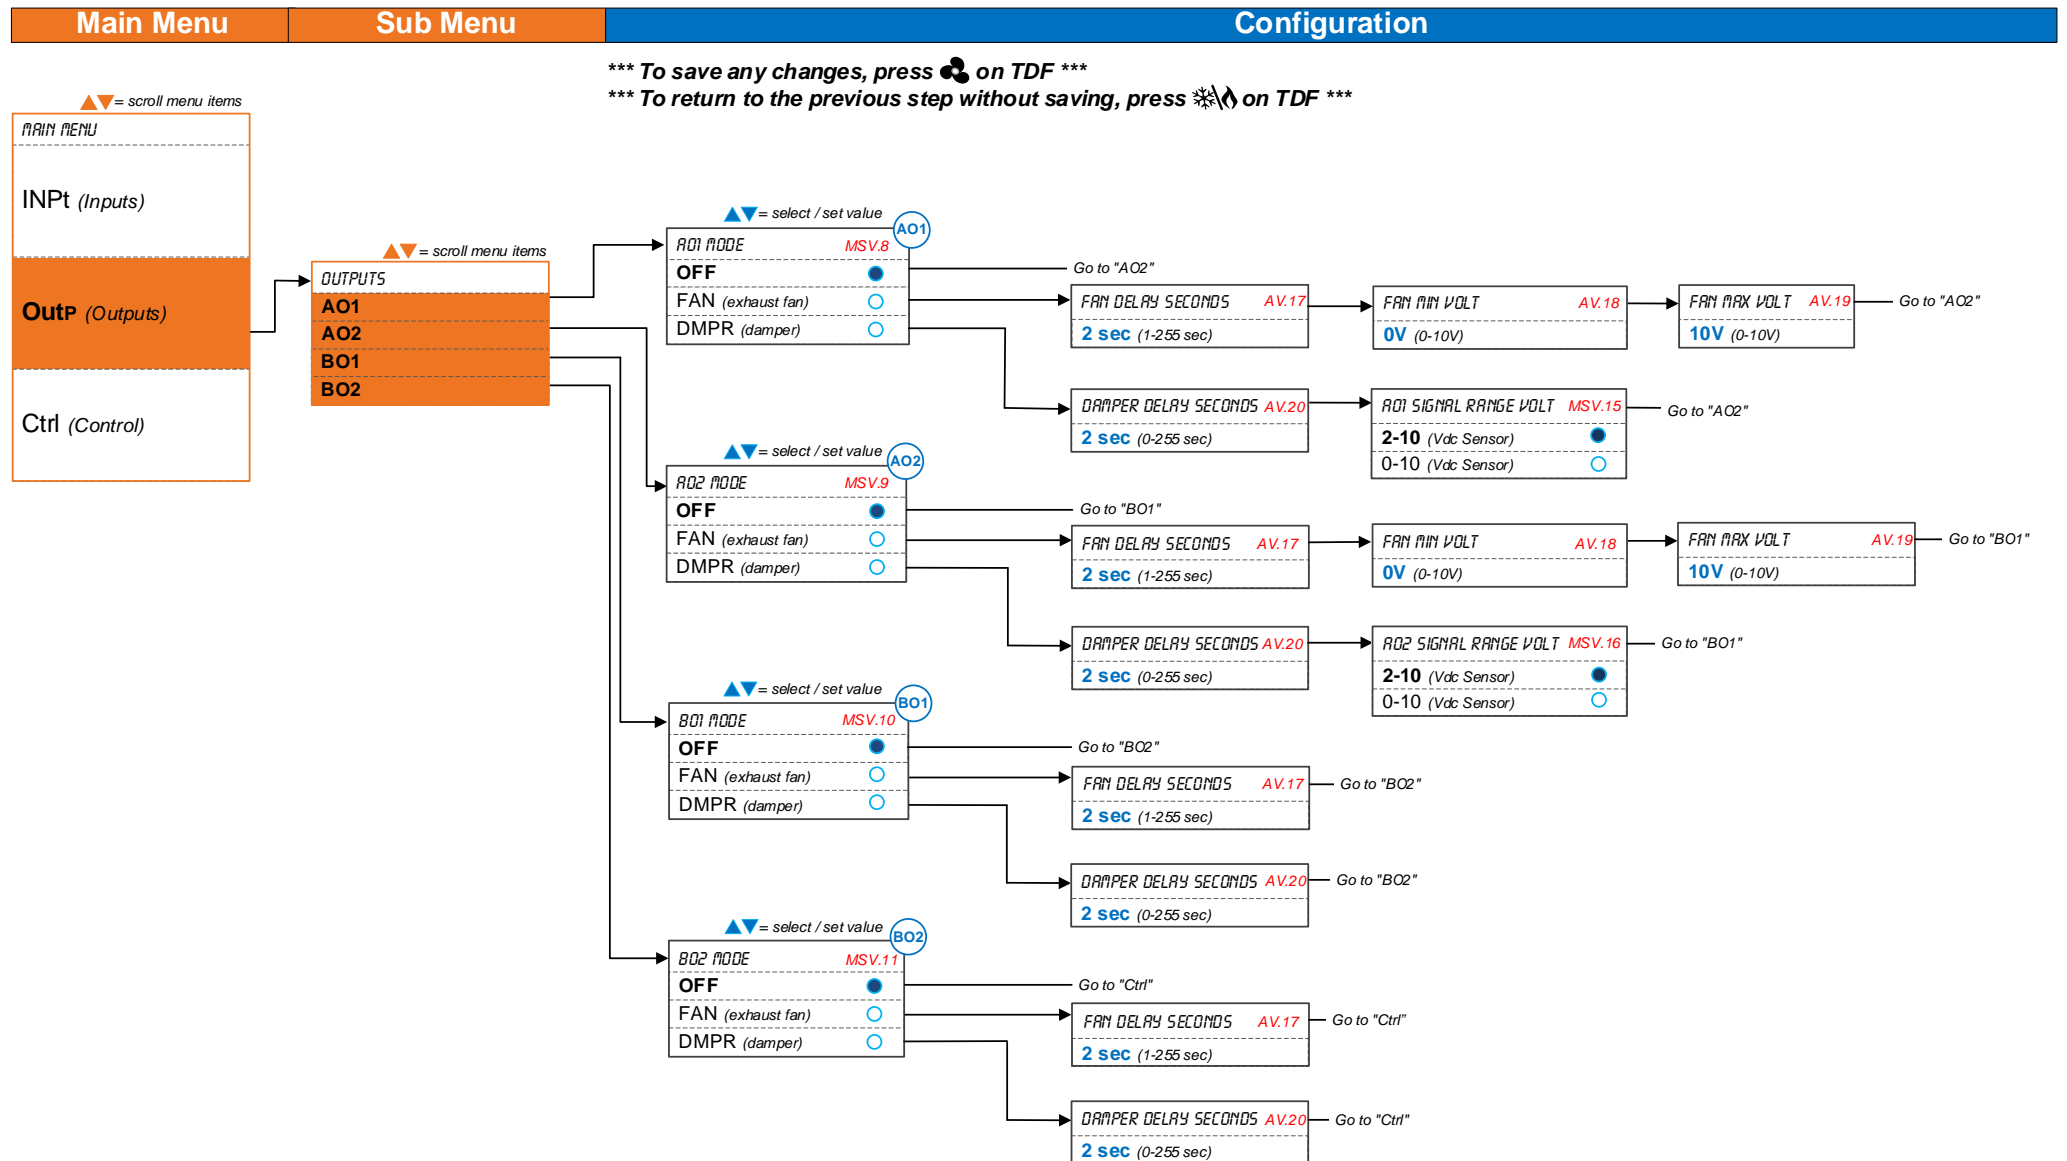 Main Menu
Sub Menu
Configuration
*** To save any changes, press on TDF ***
*** To return to the previous step without saving, press on TDF ***
= scroll menu items
MAIN MENU
INPt (Inputs)
OutP (Outputs)
Ctrl (Control)
= scroll menu items
OUTPUTS
AO1
AO2
BO1
BO2
= select / set value
AO1
AO1 MODE MSV.8
OFF
FAN (exhaust fan)
DMPR (damper)
Go to "AO2"
FAN DELAY SECONDS AV.17
2 sec (1-255 sec)
FAN MIN VOLT AV.18
0V (0-10V)
FAN MAX VOLT AV.19
10V (0-10V)
Go to "AO2"
DAMPER DELAY SECONDS AV.20
2 sec (0-255 sec)
AO1 SIGNAL RANGE VOLT MSV.15
2-10 (Vdc Sensor)
0-10 (Vdc Sensor)
Go to "AO2"
= select / set value
AO2
AO2 MODE MSV.9
OFF
FAN (exhaust fan)
DMPR (damper)
Go to "BO1"
FAN DELAY SECONDS AV.17
2 sec (1-255 sec)
FAN MIN VOLT AV.18
0V (0-10V)
FAN MAX VOLT AV.19
10V (0-10V)
Go to "BO1"
DAMPER DELAY SECONDS AV.20
2 sec (0-255 sec)
AO2 SIGNAL RANGE VOLT MSV.16
2-10 (Vdc Sensor)
0-10 (Vdc Sensor)
Go to "BO1"
= select / set value
BO1
BO1 MODE MSV.10
OFF
FAN (exhaust fan)
DMPR (damper)
Go to "BO2"
FAN DELAY SECONDS AV.17
2 sec (1-255 sec)
Go to "BO2"
DAMPER DELAY SECONDS AV.20
2 sec (0-255 sec)
Go to "BO2"
= select / set value
BO2
BO2 MODE MSV.11
OFF
FAN (exhaust fan)
DMPR (damper)
Go to "Ctrl"
FAN DELAY SECONDS AV.17
2 sec (1-255 sec)
Go to "Ctrl”
DAMPER DELAY SECONDS AV.20
2 sec (0-255 sec)
Go to "Ctrl"